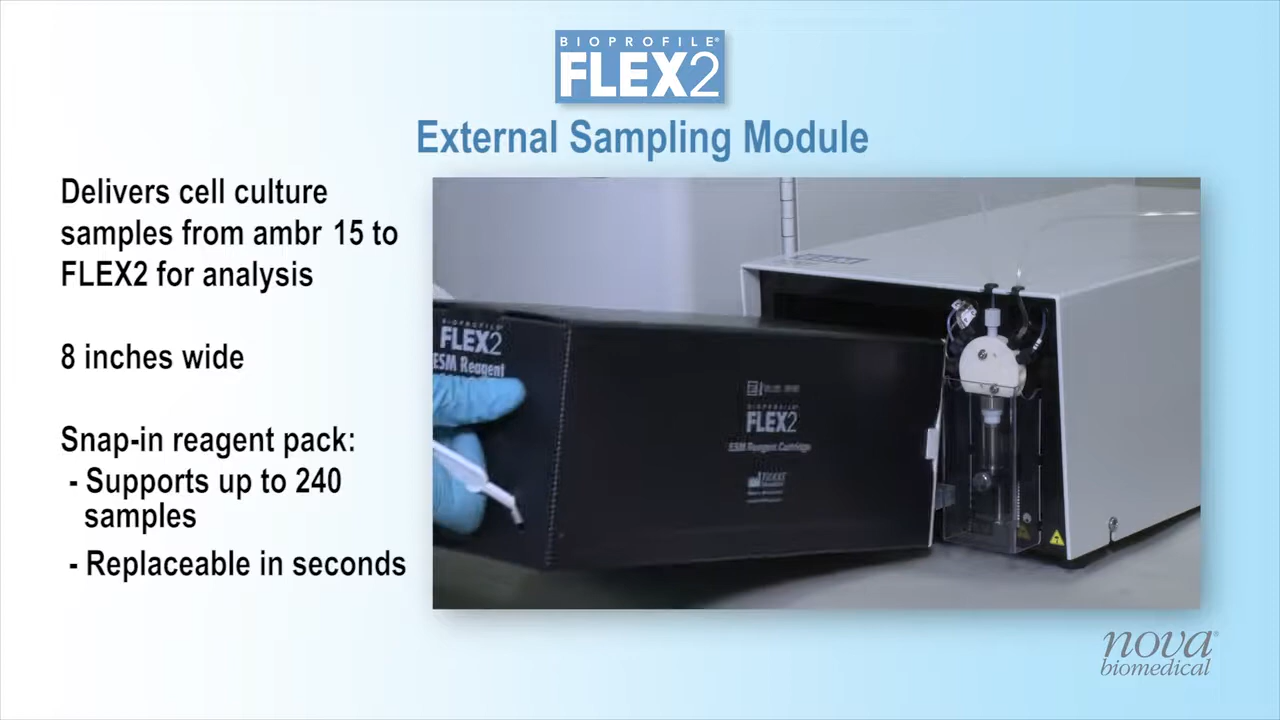 BIOPROFILE®
FLEX2
External Sampling Module
Delivers cell culture
samples from ambr 15 to
FLEX2 for analysis
8 inches wide
Snap-in reagent pack:
- Supports up to 240
samples
- Replaceable in seconds
BIOPROFILE
FLEX2
ESM Reagent
BIOPROFILE
FLEX2
ESM Reagent Cartridge
nova®
biomedical